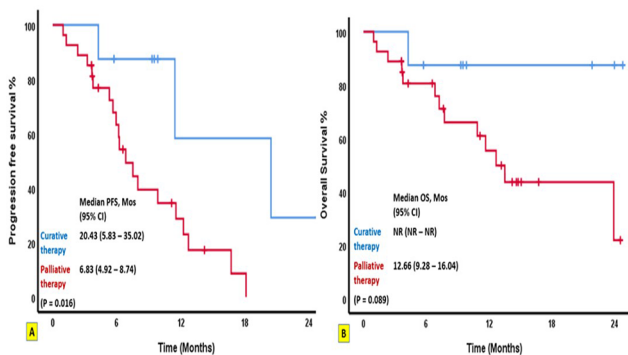 100
80
60
40
20
0
Progression free survival %
Median PFS, Mos
(95% CI)
Curative therapy
20.43 (5.83 – 35.02)
Palliative therapy
6.83 (4.92 – 8.74)
(P = 0.016)
A
0 6 12 18 24
Time (Months)
100
80
60
40
20
0
Overall Survival %
Median OS, Mos
(95% CI)
Curative therapy
NR (NR – NR)
Palliative therapy
12.66 (9.28 – 16.04)
(P = 0.089)
B
0 6 12 18 24
Time (Months)